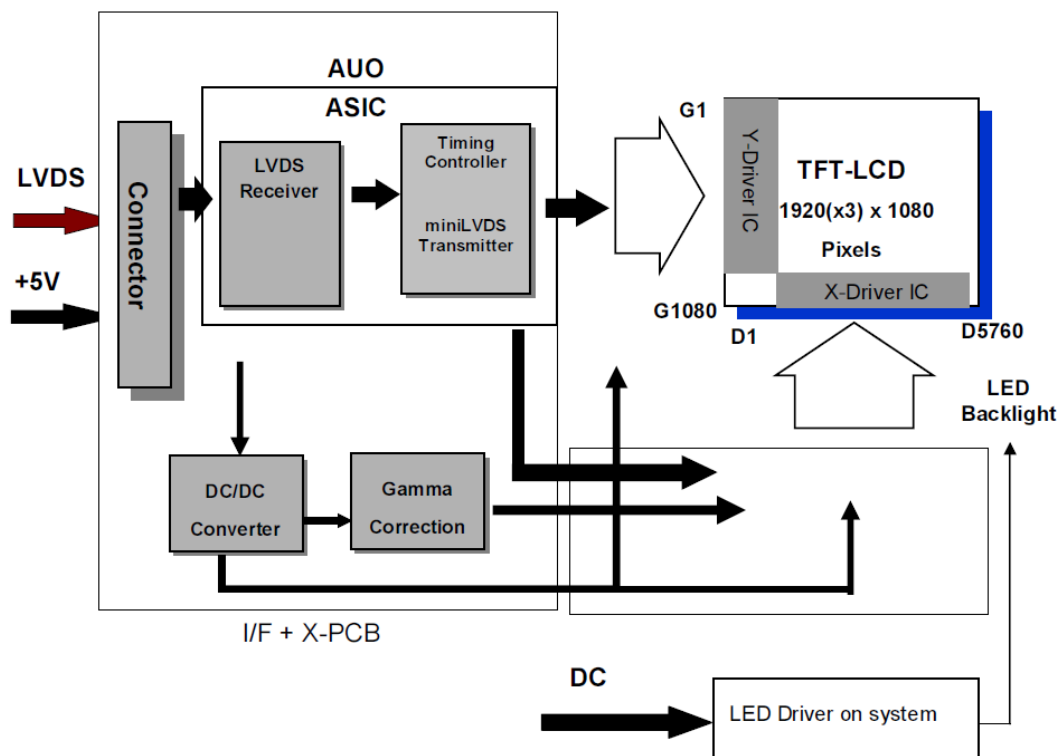 AUO
ASIC
LVDS
+5V
Connector
LVDS
Receiver
Timing
Controller
miniLVDS
Transmitter
G1
Y-Driver IC
TFT-LCD
1920(x3) x 1080
Pixels
X-Driver IC
G1080
D1
D5760
LED
Backlight
DC/DC
Converter
Gamma
Correction
I/F + X-PCB
DC
LED Driver on system